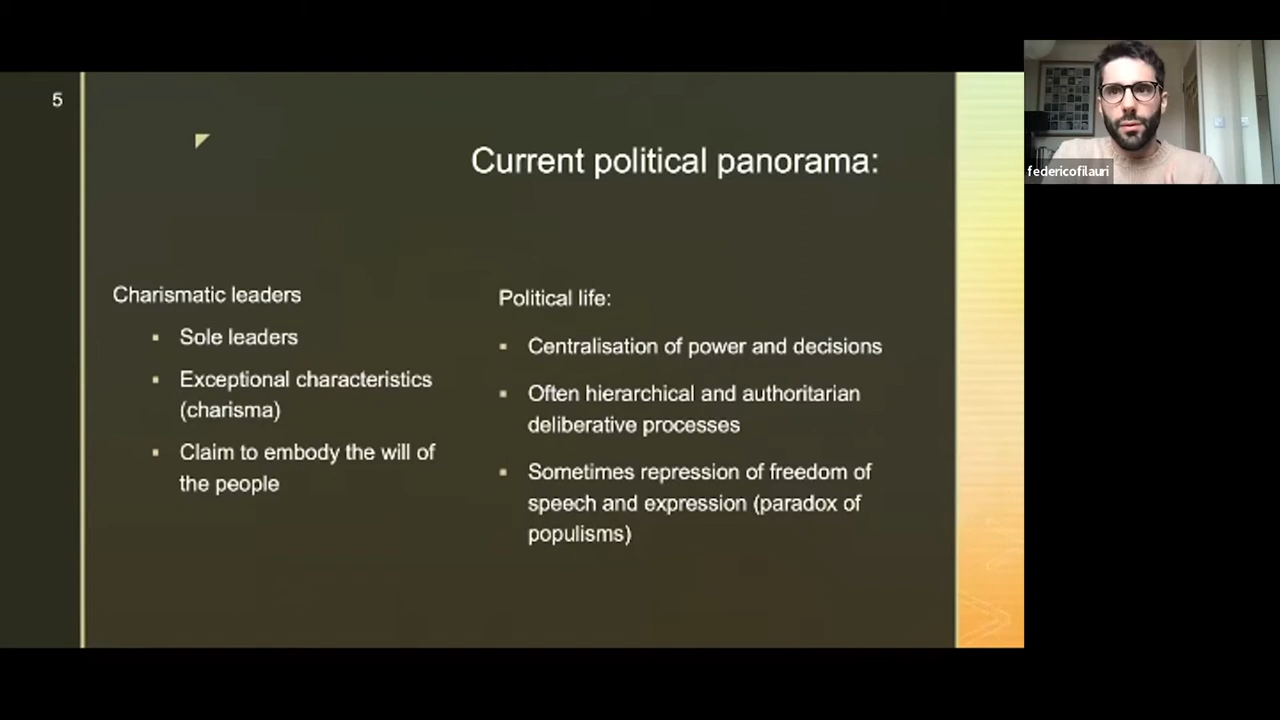 5
Current political panorama:
Charismatic leaders
▪ Sole leaders
▪ Exceptional characteristics
(charisma)
▪ Claim to embody the will of
the people
Political life:
▪ Centralisation of power and decisions
▪ Often hierarchical and authoritarian
deliberative processes
▪ Sometimes repression of freedom of
speech and expression (paradox of
populisms)
federicofilauri